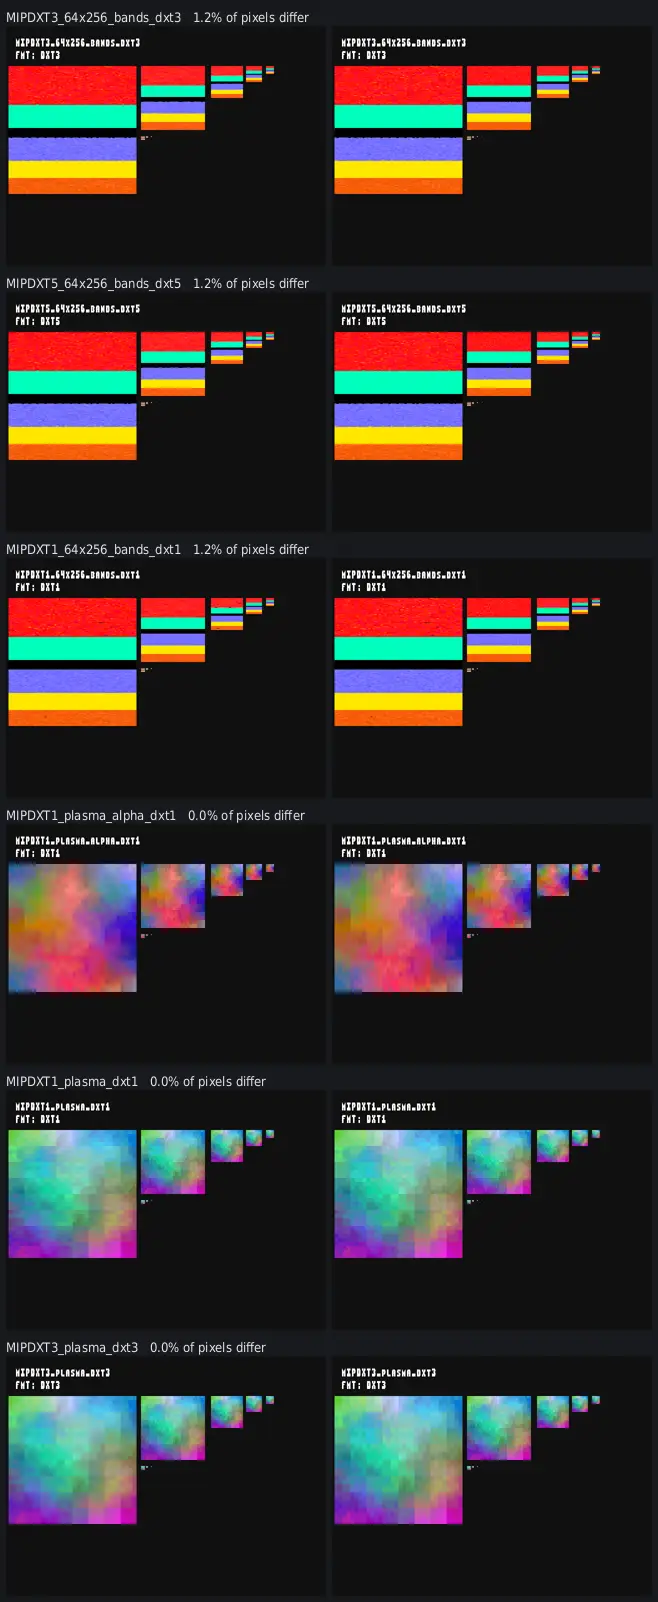 MIPDXT3_64x256_bands_dxt3   1.2% of pixels differ
MIPDXT3_64x256_BANDS_DXT3 MIPDXT3_64x256_BANDS_DXT3
FMT: DXT3 FMT: DXT3
MIPDXT5_64x256_bands_dxt5   1.2% of pixels differ
MIPDXT5_64x256_BANDS_DXT5 MIPDXT5_64x256_BANDS_DXT5
FMT: DXT5 FMT: DXT5
MIPDXT1_64x256_bands_dxt1   1.2% of pixels differ
MIPDXT1_64x256_BANDS_DXT1 MIPDXT1_64x256_BANDS_DXT1
FMT: DXT1 FMT: DXT1
MIPDXT1_plasma_alpha_dxt1   0.0% of pixels differ
MIPDXT1_PLASMA_ALPHA_DXT1 MIPDXT1_PLASMA_ALPHA_DXT1
FMT: DXT1 FMT: DXT1
MIPDXT1_plasma_dxt1   0.0% of pixels differ
MIPDXT1_PLASMA_DXT1 MIPDXT1_PLASMA_DXT1
FMT: DXT1 FMT: DXT1
MIPDXT3_plasma_dxt3   0.0% of pixels differ
MIPDXT3_PLASMA_DXT3 MIPDXT3_PLASMA_DXT3
FMT: DXT3 FMT: DXT3